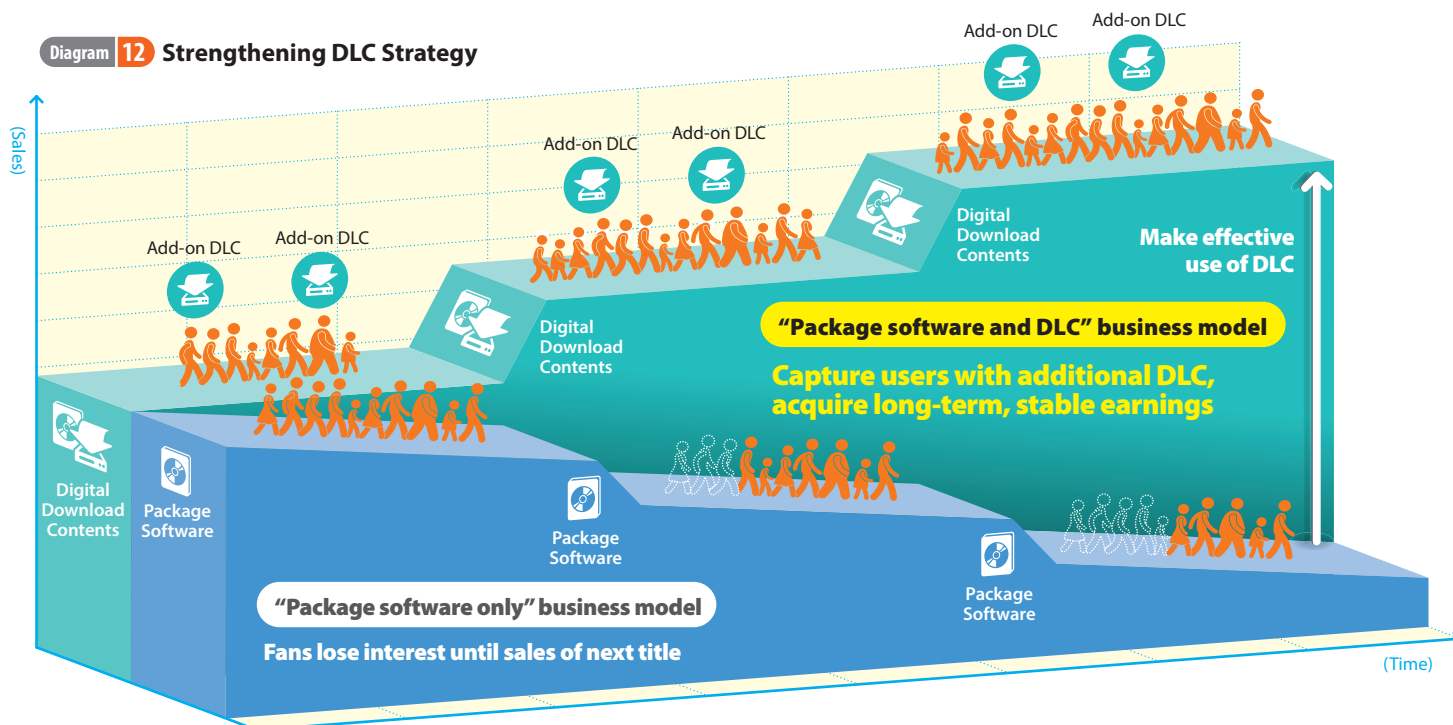 Diagram 12 Strengthening DLC Strategy
(Sales)
Add-on DLC
Add-on DLC
Add-on DLC
Add-on DLC
Add-on DLC
Add-on DLC
Digital
Download
Contents
Digital
Download
Contents
Digital
Download
Contents
Make effective
use of DLC
“Package software and DLC” business model
Capture users with additional DLC,
acquire long-term, stable earnings
Package
Software
Package
Software
Package
Software
“Package software only” business model
Fans lose interest until sales of next title
(Time)